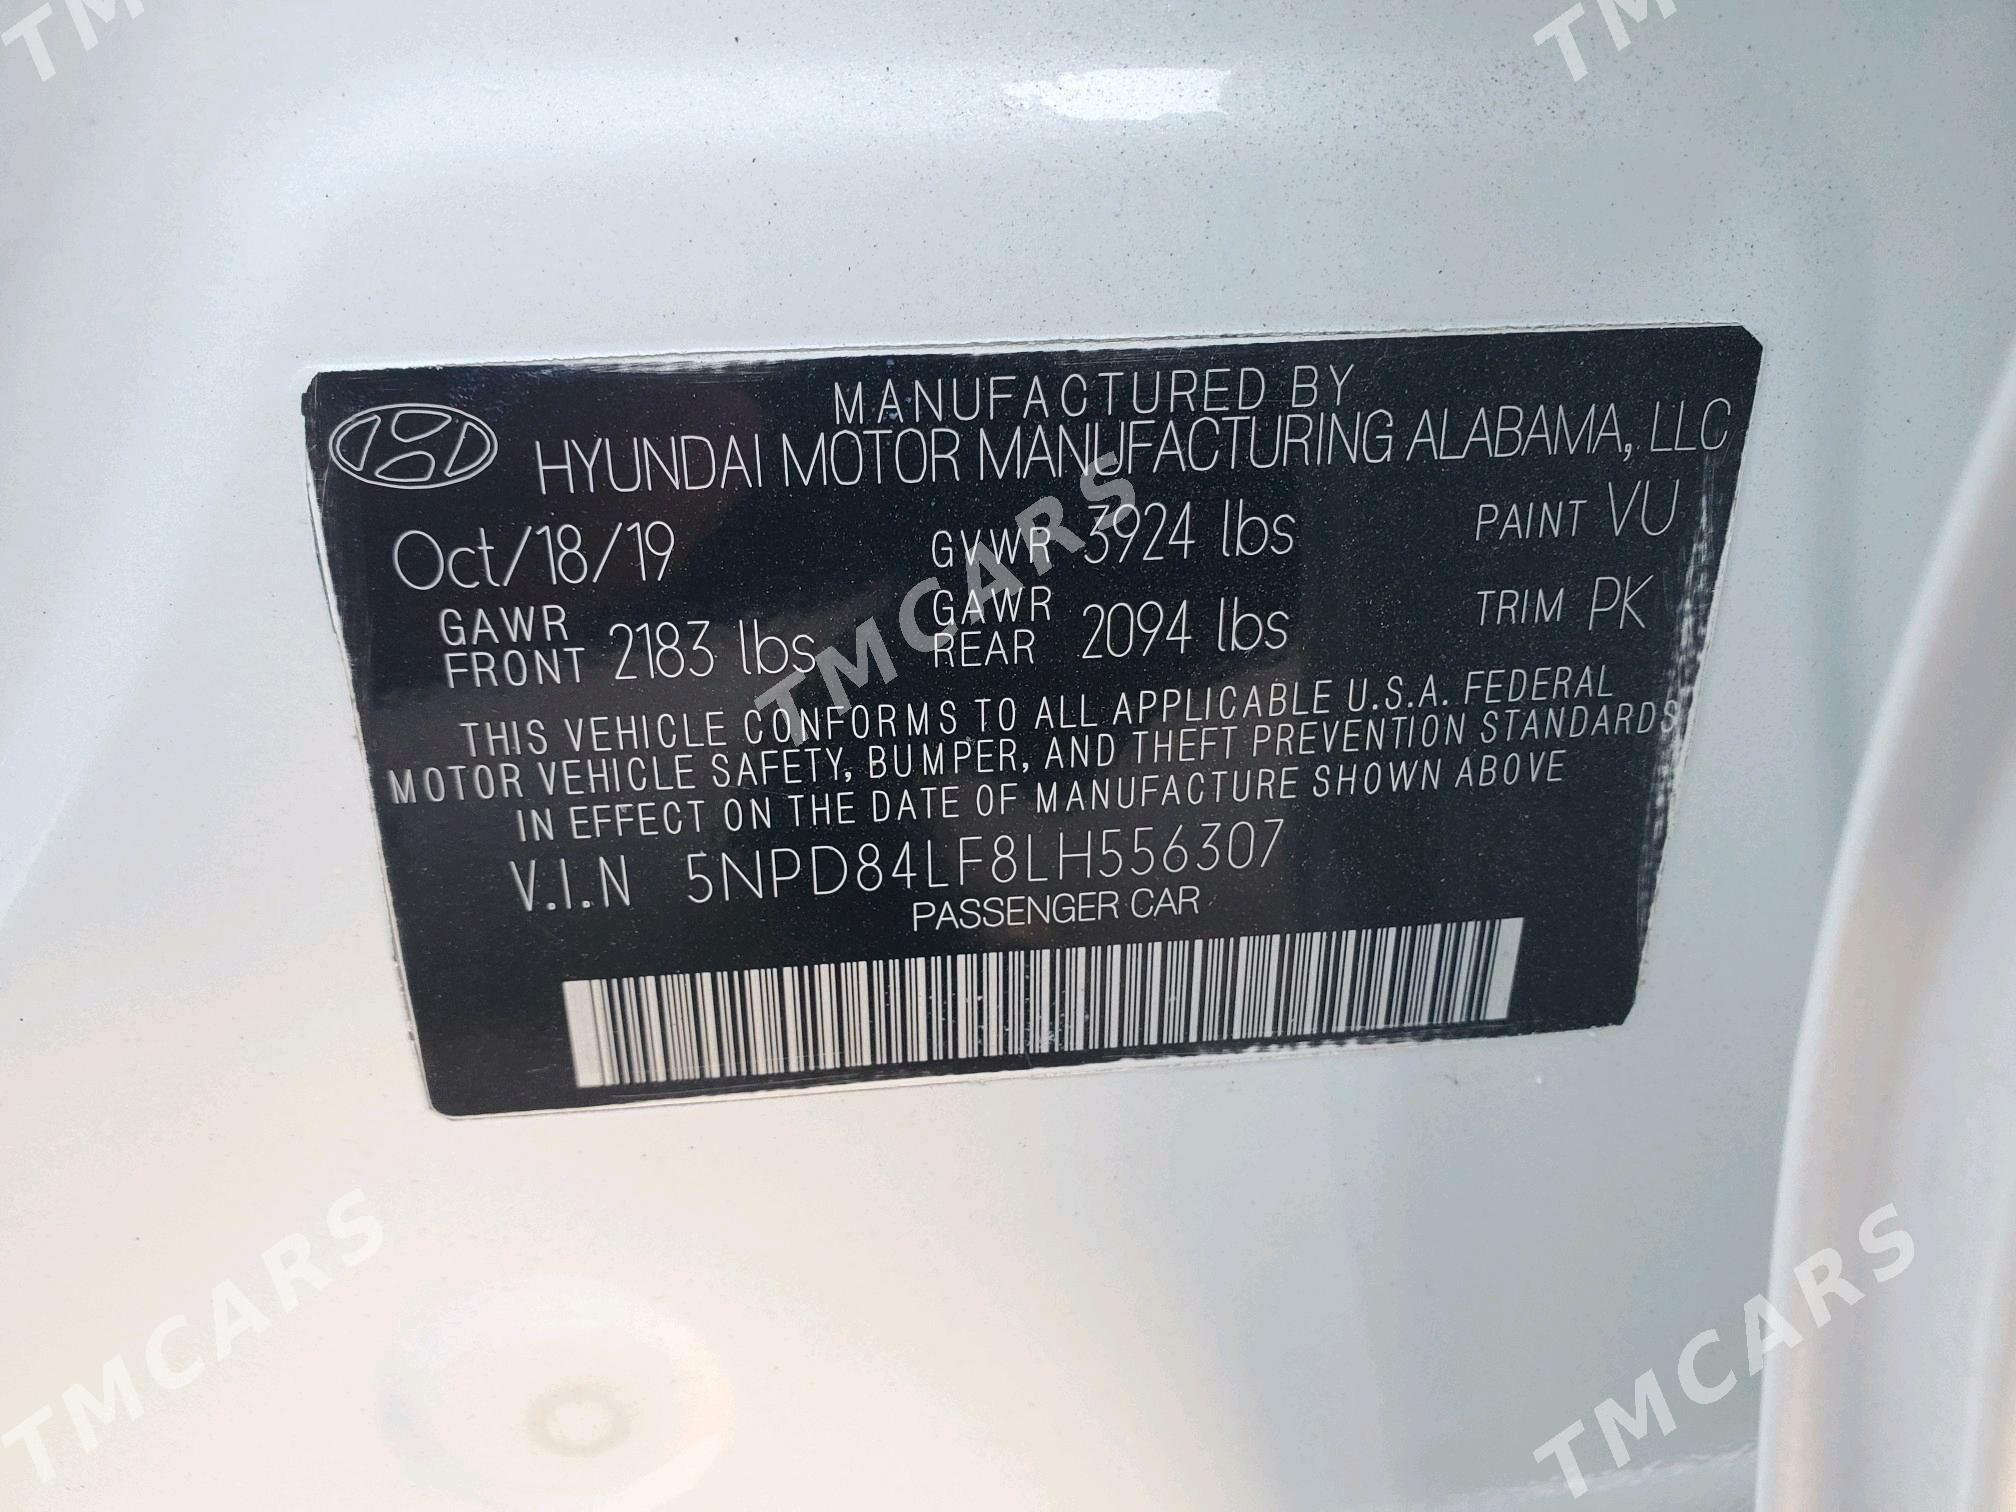 MANUFACTURED BY
HYUNDAI MOTOR MANUFACTURING ALABAMA, LLC
Oct/18/19 GVWR 3924 lbs PAINT VU
GAWR FRONT 2183 lbs GAWR REAR 2094 lbs TRIM PK
THIS VEHICLE CONFORMS TO ALL APPLICABLE U.S.A. FEDERAL
MOTOR VEHICLE SAFETY, BUMPER, AND THEFT PREVENTION STANDARDS
IN EFFECT ON THE DATE OF MANUFACTURE SHOWN ABOVE
V.I.N 5NPD84LF8LH556307
PASSENGER CAR
TMCARS
TMCARS
TMCARS